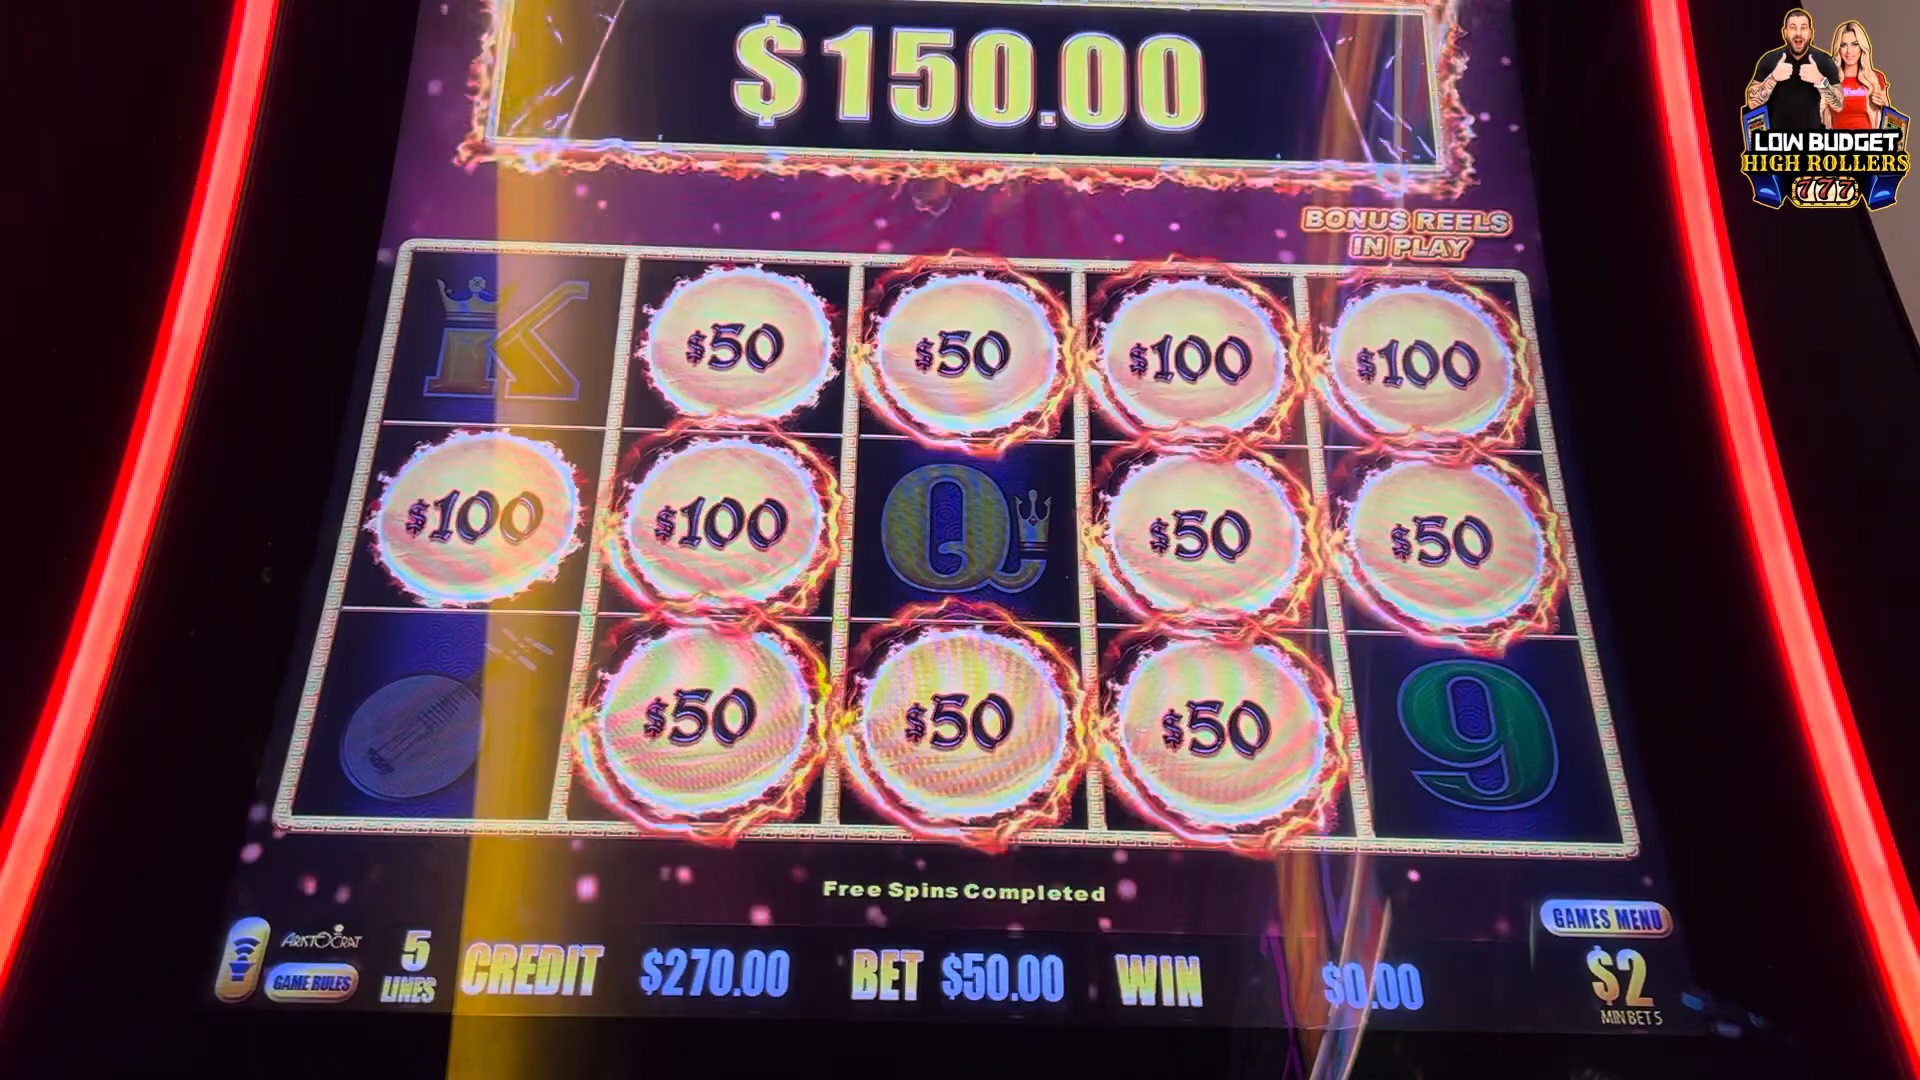 $150.00
LOW BUDGET
HIGH ROLLERS
777
BONUS REELS
IN PLAY
K $50 $50 $100 $100
$100 $100 Q $50 $50
$50 $50 $50 9
Free Spins Completed
GAMES MENU
ARISTOCRAT
GAME RULES
5
LINES
CREDIT $270.00 BET $50.00 WIN $0.00
$2
MIN BET 5